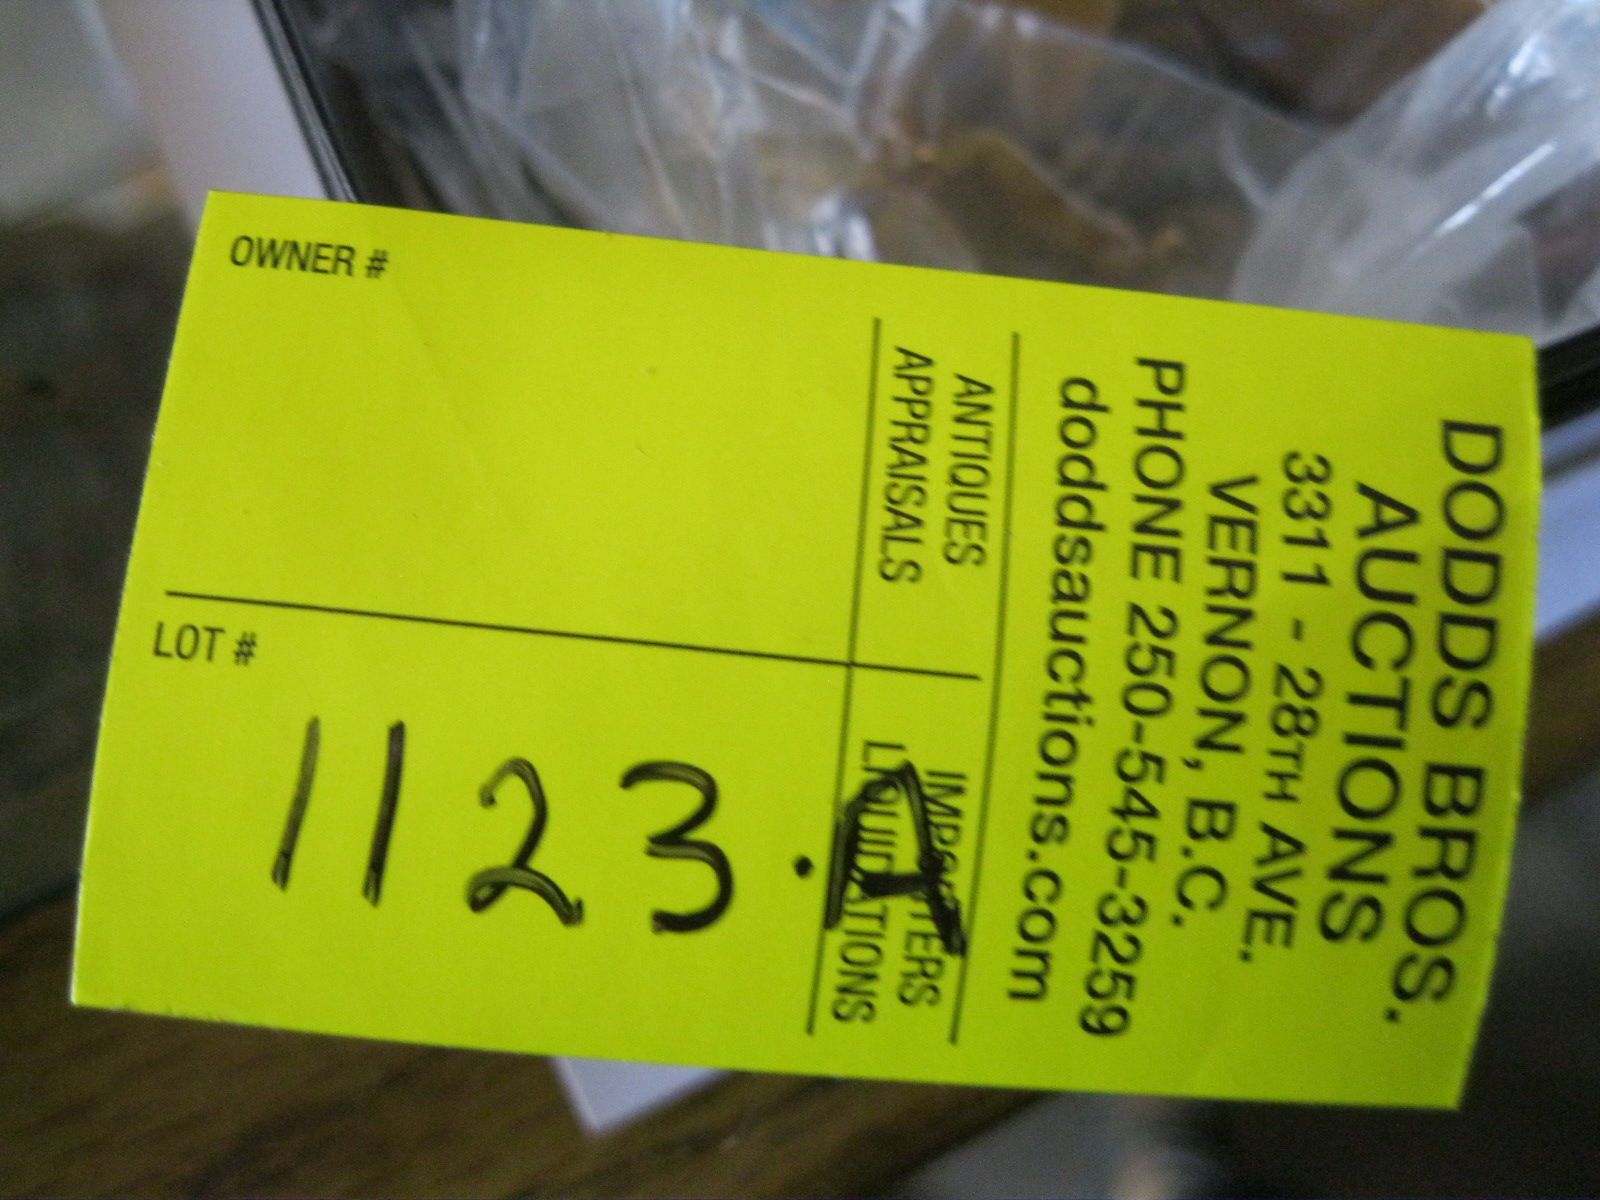 DODDS BROS.
AUCTIONS
3311 - 28TH AVE.
VERNON, B.C.
PHONE 250-545-3259
doddsauctions.com
ANTIQUES
APPRAISALS
IMPORTERS
LIQUIDATIONS
OWNER #
LOT #
1123.A